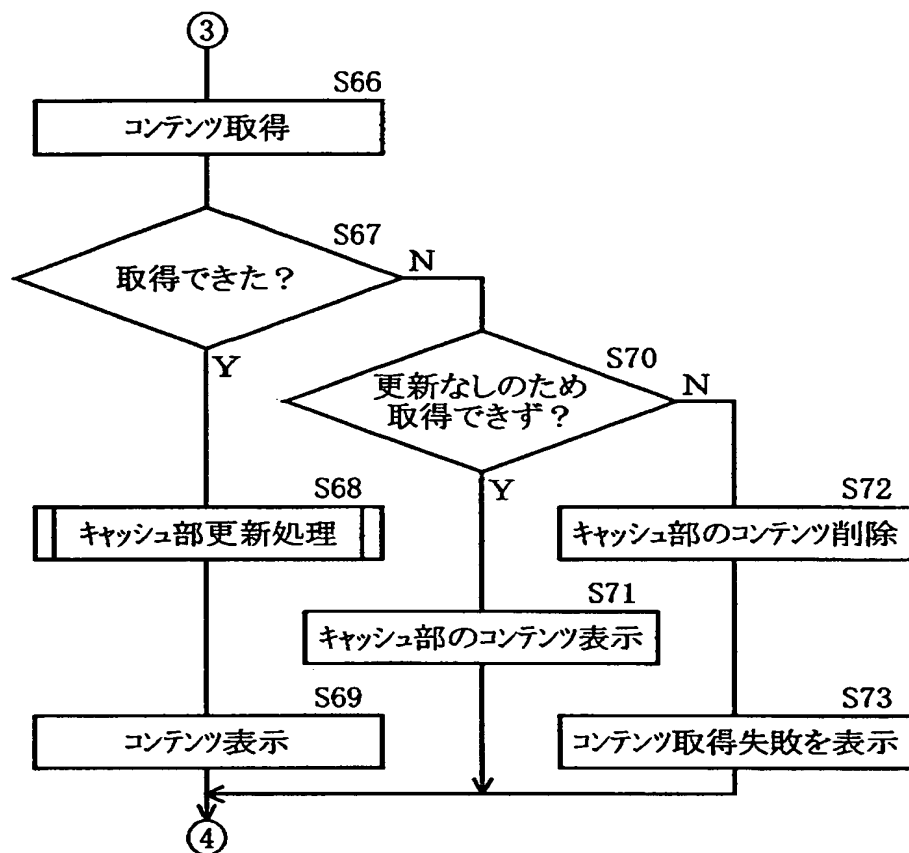 ③
S66
コンテンツ取得
S67
取得できた？
N
Y
S70
更新なしのため
取得できず？
N
Y
S68
キャッシュ部更新処理
S72
キャッシュ部のコンテンツ削除
S71
キャッシュ部のコンテンツ表示
S69
コンテンツ表示
S73
コンテンツ取得失敗を表示
④